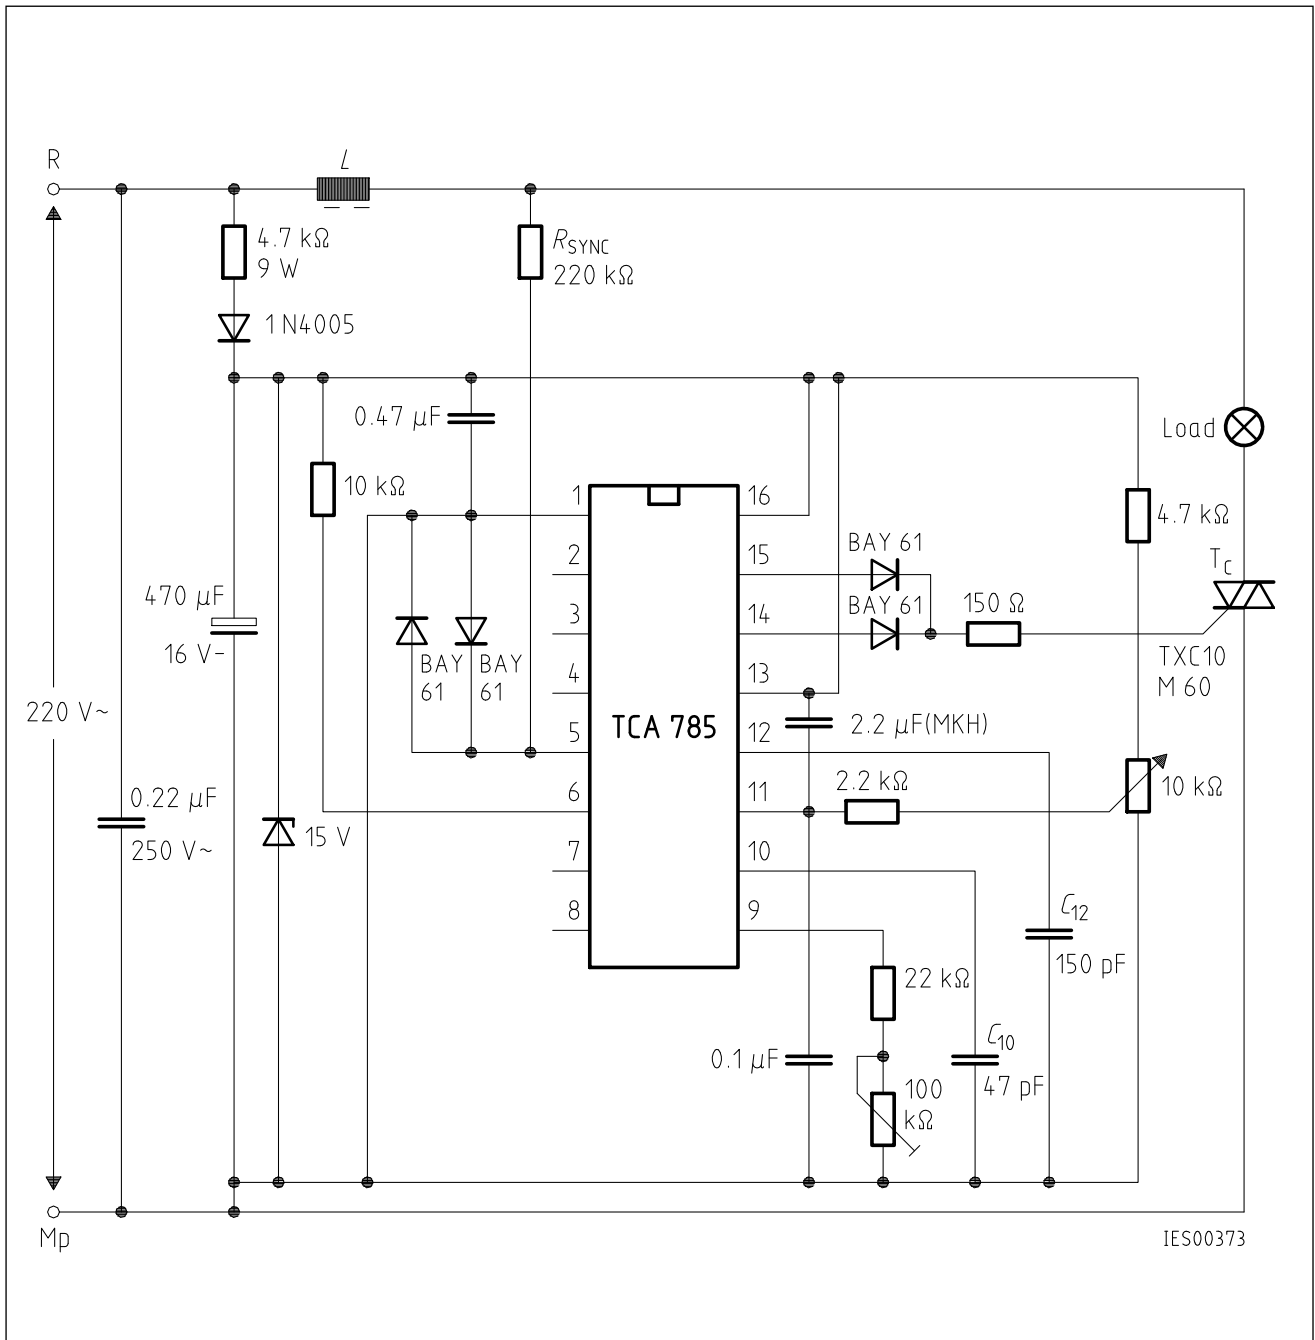 R
L
4.7 kΩ
9 W
R SYNC
220 kΩ
1N4005
0.47 μF
Load
10 kΩ
1
16
4.7 kΩ
BAY 61
2
15
T C
470 μF
16 V-
BAY 61
150 Ω
3
14
BAY
61
BAY
61
TXC10
M 60
4
13
220 V~
TCA 785
2.2 μF(MKH)
5
12
0.22 μF
250 V~
2.2 kΩ
10 kΩ
6
11
15 V
7
10
8
9
C 12
150 pF
22 kΩ
0.1 μF
C 10
47 pF
100
kΩ
Mp
IES00373